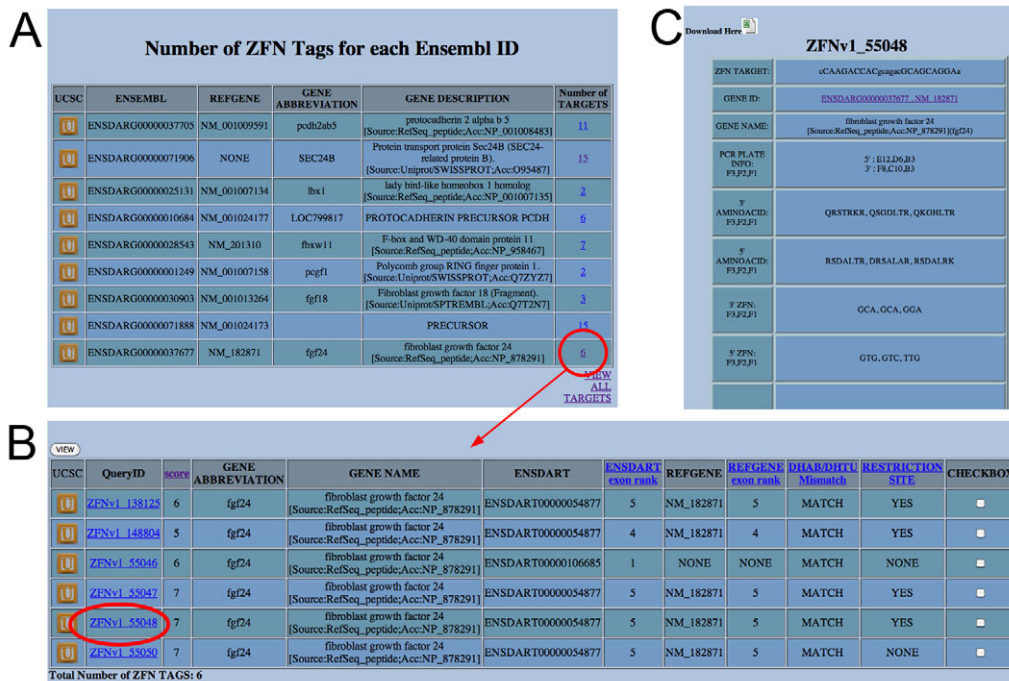 A
Number of ZFN Tags for each Ensembl ID
UCSC ENSEMBL REFGENE GENE ABBREVIATION GENE DESCRIPTION Number of TARGETS
ENSDARG00000037705 NM_001009591 pcdh2ab5 protocadherin 2 alpha b 5 [Source:RefSeq_peptide;Acc:NP_001008483] 11
ENSDARG00000071906 NONE SEC24B Protein transport protein Sec24B (SEC24-related protein B). [Source:Uniprot/SWISSPROT;Acc:O95487] 15
ENSDARG00000025131 NM_001007134 lbx1 lady bird-like homeobox 1 homolog [Source:RefSeq_peptide;Acc:NP_001007135] 2
ENSDARG00000010684 NM_001024177 LOC799817 PROTOCADHERIN PRECURSOR PCDH 6
ENSDARG00000028543 NM_201310 fbxw11 F-box and WD-40 domain protein 11 [Source:RefSeq_peptide;Acc:NP_958467] 7
ENSDARG00000001249 NM_001007158 pcgf1 Polycomb group RING finger protein 1. [Source:Uniprot/SWISSPROT;Acc:Q7ZYZ7] 2
ENSDARG00000030903 NM_001013264 fgf18 Fibroblast growth factor 18 (Fragment). [Source:Uniprot/SPTREMBL;Acc:Q7T2N7] 3
ENSDARG00000071888 NM_001024173 PRECURSOR 15
ENSDARG00000037677 NM_182871 fgf24 fibroblast growth factor 24 [Source:RefSeq_peptide;Acc:NP_878291] 6
VIEW
ALL
TARGETS
C
Download Here
ZFNv1_55048
ZFN TARGET: cCAAGACCACgsagacGCAGCAGGAa
GENE ID: ENSDARG00000037677 , NM_182871
GENE NAME: fibroblast growth factor 24 [Source:RefSeq_peptide;Acc:NP_878291](fgf24)
PCR PLATE INFO: F3,F2,F1 5' : E12,D6,B3 3' : F8,C10,B3
3' AMINOACID: F3,F2,F1 QRSTRKR, QSGDLTR, QKGHLTR
5' AMINOACID: F3,F2,F1 RSDALTR, DRSALAR, RSDALRK
3' ZFN: F3,F2,F1 GCA, GCA, GGA
5' ZFN: F3,F2,F1 GTG, GTC, TTG
B
VIEW
UCSC QueryID score GENE ABBREVIATION GENE NAME ENSDART ENSDART exon rank REFGENE REFGENE exon rank DHAB/DHTU Mismatch RESTRICTION SITE CHECKBOX
ZFNv1_138125 6 fgf24 fibroblast growth factor 24 [Source:RefSeq_peptide;Acc:NP_878291] ENSDART00000054877 5 NM_182871 5 MATCH YES
ZFNv1_148804 5 fgf24 fibroblast growth factor 24 [Source:RefSeq_peptide;Acc:NP_878291] ENSDART00000054877 4 NM_182871 4 MATCH YES
ZFNv1_55046 6 fgf24 fibroblast growth factor 24 [Source:RefSeq_peptide;Acc:NP_878291] ENSDART00000106685 1 NONE NONE MATCH NONE
ZFNv1_55047 7 fgf24 fibroblast growth factor 24 [Source:RefSeq_peptide;Acc:NP_878291] ENSDART00000054877 5 NM_182871 5 MATCH YES
ZFNv1_55048 7 fgf24 fibroblast growth factor 24 [Source:RefSeq_peptide;Acc:NP_878291] ENSDART00000054877 5 NM_182871 5 MATCH YES
ZFNv1_55050 7 fgf24 fibroblast growth factor 24 [Source:RefSeq_peptide;Acc:NP_878291] ENSDART00000054877 5 NM_182871 5 MATCH NONE
Total Number of ZFN TAGS: 6